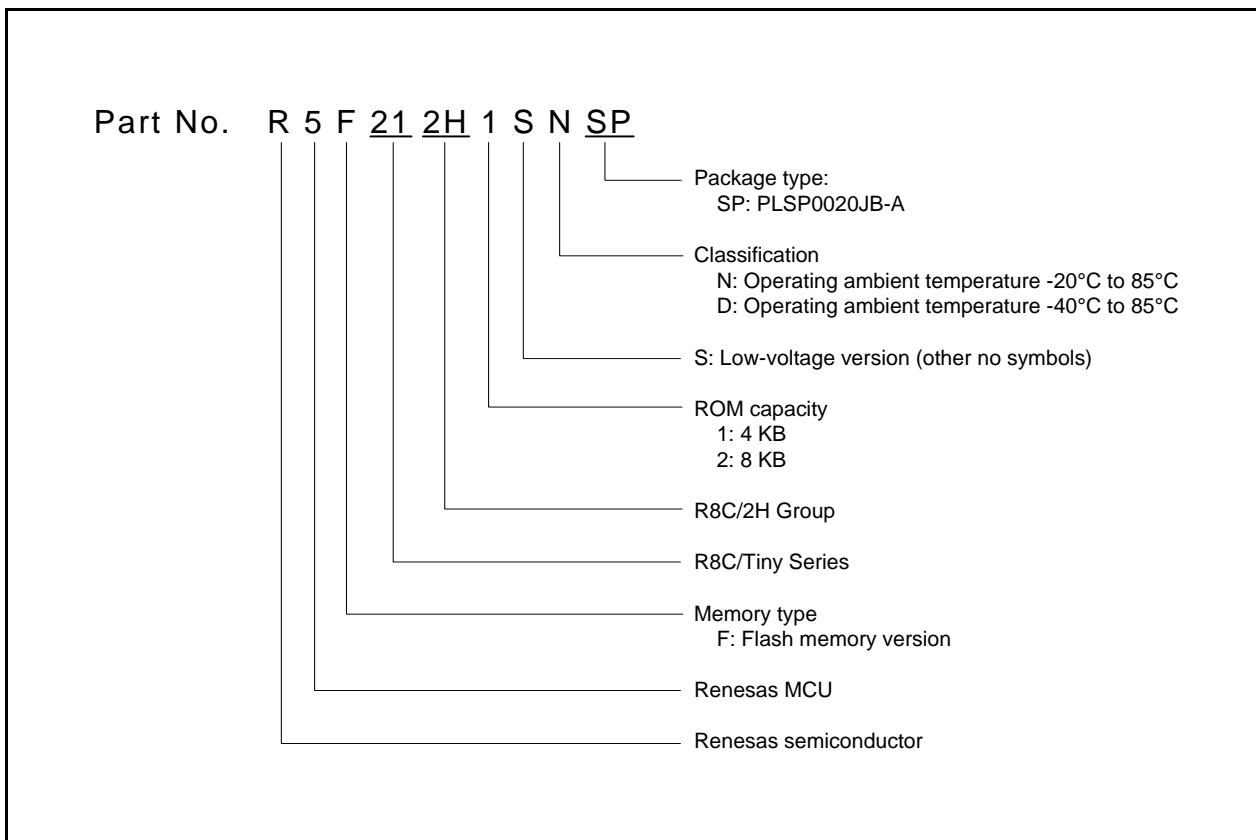 Part No. R 5 F 21 2H 1 S N SP
Package type:
SP: PLSP0020JB-A
Classification
N: Operating ambient temperature -20°C to 85°C
D: Operating ambient temperature -40°C to 85°C
S: Low-voltage version (other no symbols)
ROM capacity
1: 4 KB
2: 8 KB
R8C/2H Group
R8C/Tiny Series
Memory type
F: Flash memory version
Renesas MCU
Renesas semiconductor